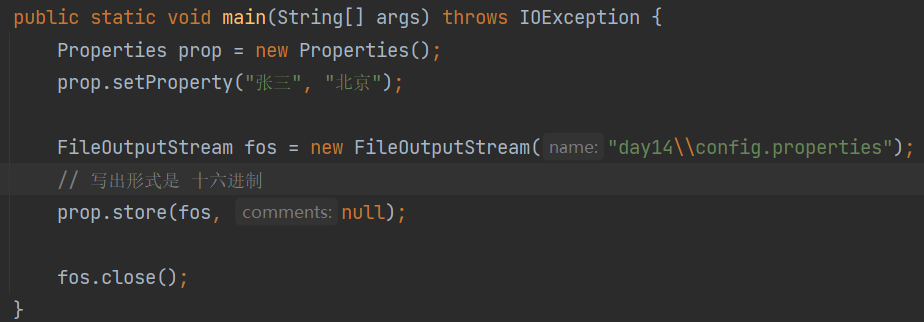 public static void main(String[] args) throws IOException {
    Properties prop = new Properties();
    prop.setProperty("张三", "北京");
    FileOutputStream fos = new FileOutputStream( name: "day14\\config.properties");
    // 写出形式是 十六进制
    prop.store(fos, comments: null);
    fos.close();
}